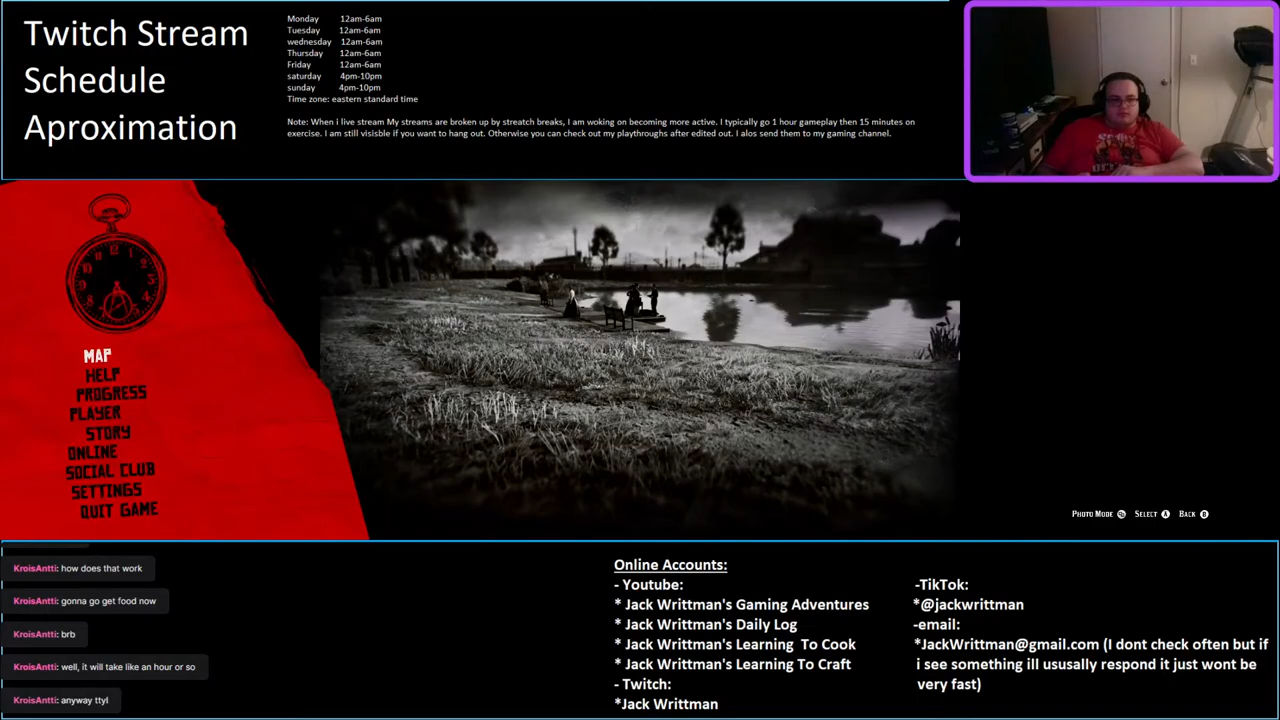 Twitch Stream
Schedule
Aproximation
Monday 12am-6am
Tuesday 12am-6am
wednesday 12am-6am
Thursday 12am-6am
Friday 12am-6am
saturday 4pm-10pm
sunday 4pm-10pm
Time zone: eastern standard time
Note: When i live stream My streams are broken up by streatch breaks, I am woking on becoming more active. I typically go 1 hour gameplay then 15 minutes on
exercise. I am still visisble if you want to hang out. Otherwise you can check out my playthroughs after edited out. I alos send them to my gaming channel.
MAP
HELP
PROGRESS
PLAYER
STORY
ONLINE
SOCIAL CLUB
SETTINGS
QUIT GAME
PHOTO MODE SELECT A BACK B
KroisAntti: how does that work
KroisAntti: gonna go get food now
KroisAntti: brb
KroisAntti: well, it will take like an hour or so
KroisAntti: anyway ttyl
Online Accounts:
- Youtube:
* Jack Writtman's Gaming Adventures
* Jack Writtman's Daily Log
* Jack Writtman's Learning To Cook
* Jack Writtman's Learning To Craft
- Twitch:
*Jack Writtman
-TikTok:
*@jackwrittman
-email:
*JackWrittman@gmail.com (I dont check often but if
i see something ill ususally respond it just wont be
very fast)